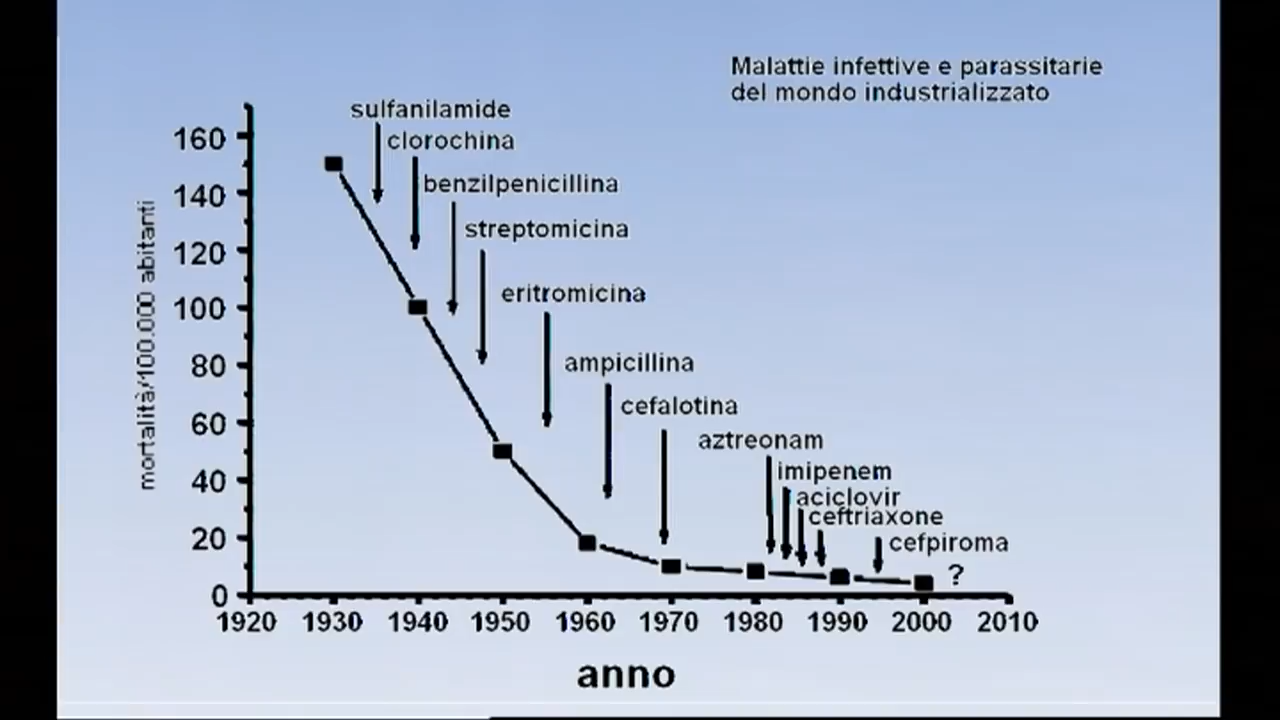 Malattie infettive e parassitarie
del mondo industrializzato
sulfanilamide
clorochina
benzilpenicillina
streptomicina
eritromicina
ampicillina
cefalotina
aztreonam
imipenem
aciclovir
ceftriaxone
cefpiroma
?
mortalità/100.000 abitanti
160
140
120
100
80
60
40
20
0
1920 1930 1940 1950 1960 1970 1980 1990 2000 2010
anno